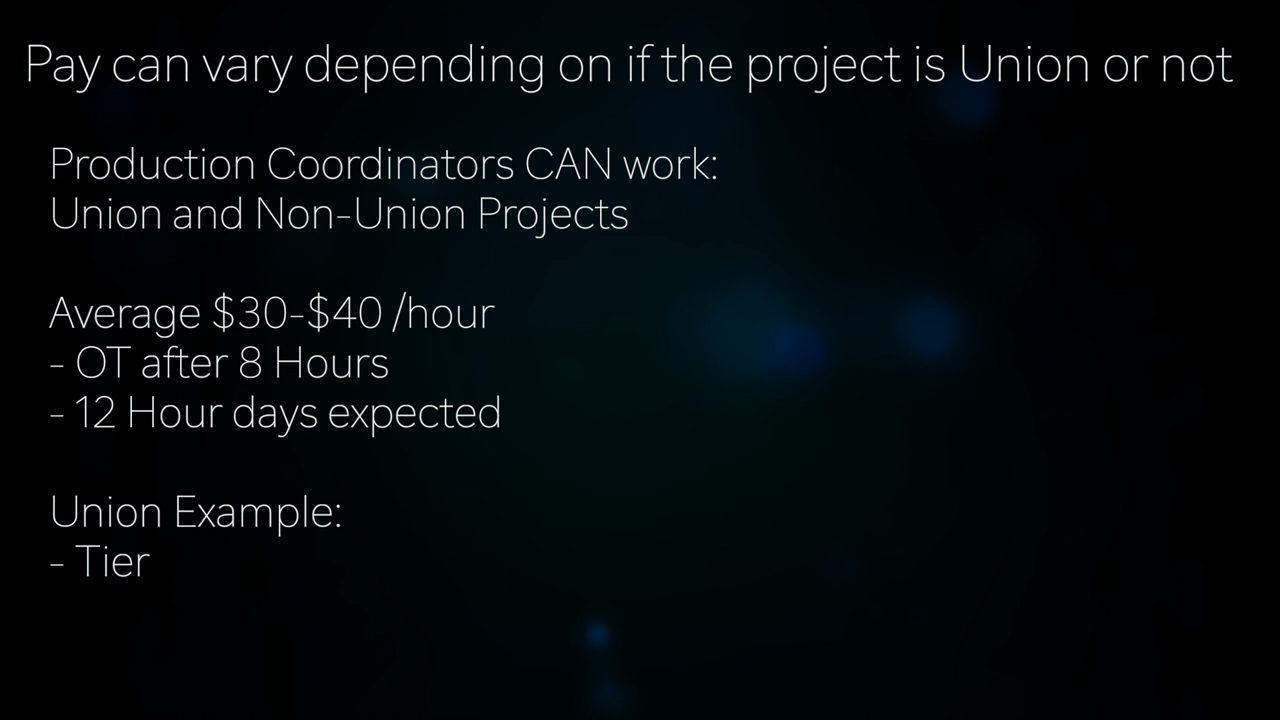 Pay can vary depending on if the project is Union or not
Production Coordinators CAN work:
Union and Non-Union Projects
Average $30-$40 /hour
- OT after 8 Hours
- 12 Hour days expected
Union Example:
- Tier